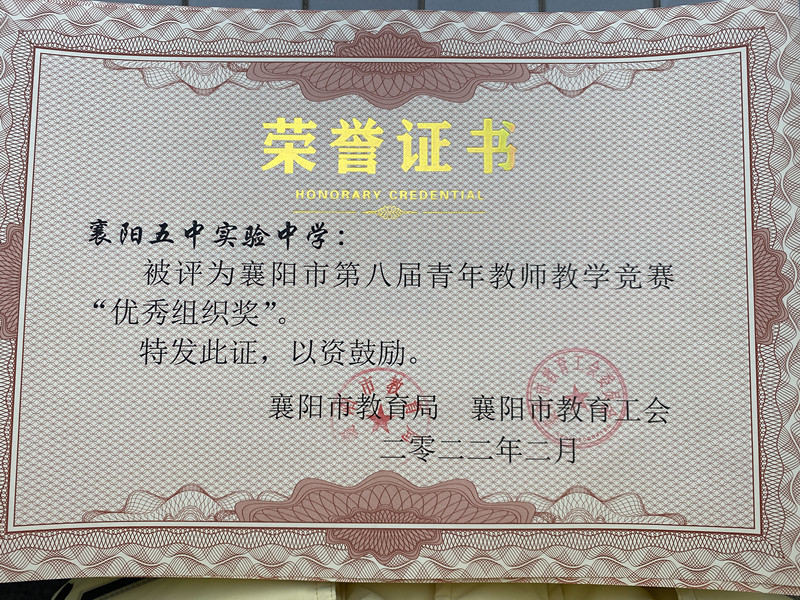 荣誉证书
HONORARY CREDENTIAL
襄阳五中实验中学：
被评为襄阳市第八届青年教师教学竞赛
“优秀组织奖”。
特发此证，以资鼓励。
襄阳市教育局 襄阳市教育工会
二零二二年二月